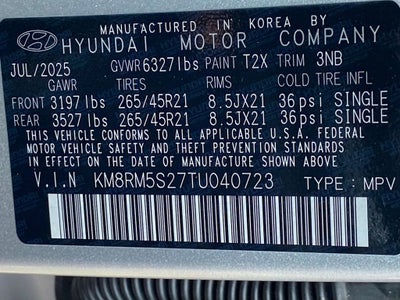 MANUFACTURED IN KOREA BY
HYUNDAI MOTOR COMPANY
JUL/2025 GVWR 6327lbs PAINT T2X TRIM 3NB
GAWR TIRES RIMS COLD TIRE INFL
FRONT 3197 lbs 265/45R21 8.5JX21 36psi SINGLE
REAR 3527 lbs 265/45R21 8.5JX21 36psi SINGLE
THIS VEHICLE CONFORMS TO ALL APPLICABLE U.S.A. FEDERAL
MOTOR VEHICLE SAFETY, BUMPER, AND THEFT PREVENTION
STANDARDS IN EFFECT ON THE DATE OF MANUFACTURE SHOWN ABOVE.
V.I.N KM8RM5S27TU040723 TYPE: MPV